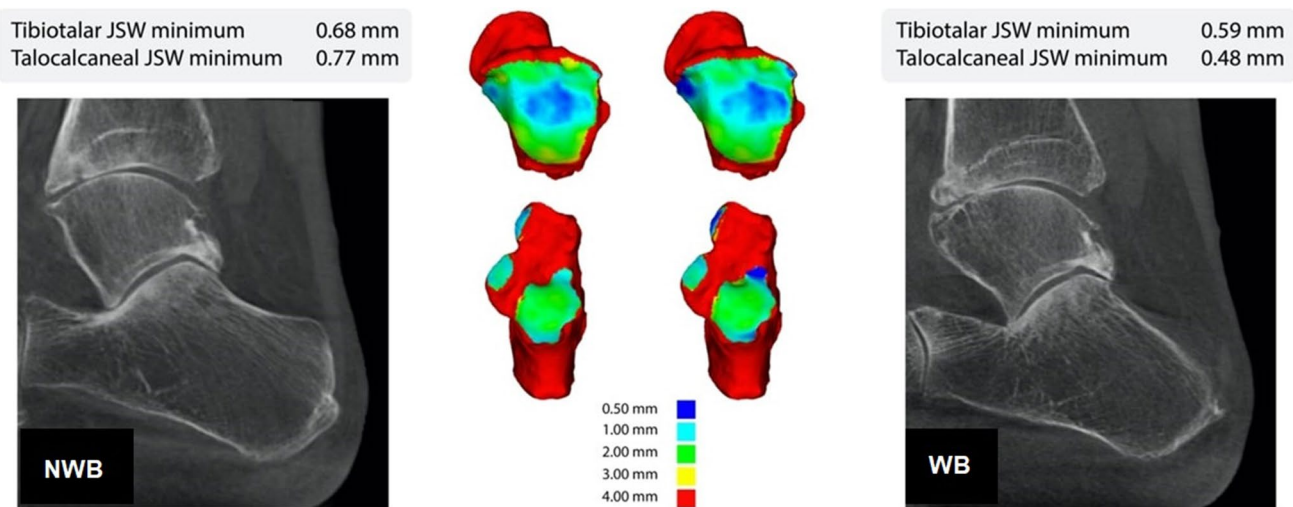 Tibiotalar JSW minimum 0.68 mm
Talocalcaneal JSW minimum 0.77 mm
Tibiotalar JSW minimum 0.59 mm
Talocalcaneal JSW minimum 0.48 mm
0.50 mm
1.00 mm
2.00 mm
3.00 mm
4.00 mm
NWB
WB